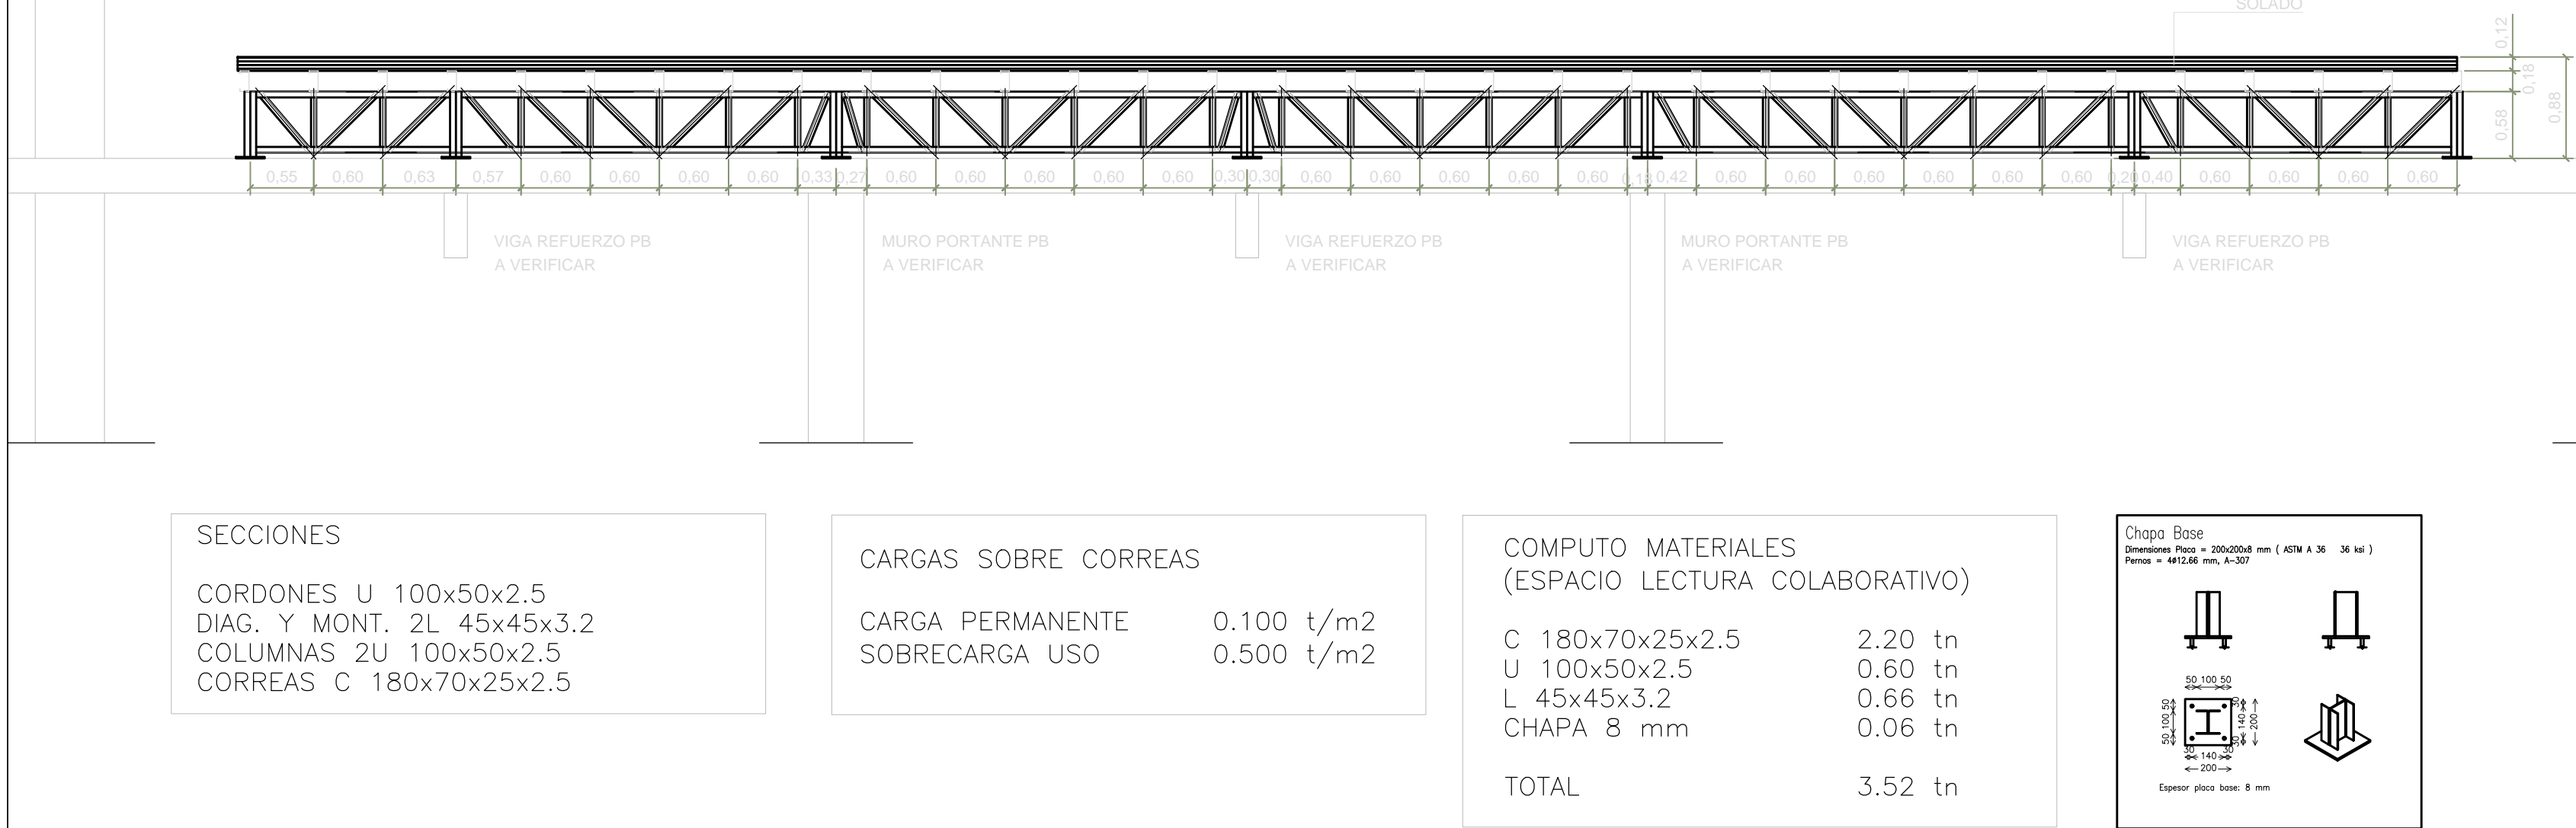 SOLADO
0,12
0,18
0,58
0,88
0,55 0,60 0,63 0,57 0,60 0,60 0,60 0,33 0,27 0,60 0,60 0,60 0,60 0,60 0,30 0,30 0,60 0,60 0,60 0,60 0,60 0,18 0,42 0,60 0,60 0,60 0,60 0,60 0,60 0,20 0,40 0,60 0,60 0,60 0,60
VIGA REFUERZO PB
A VERIFICAR
MURO PORTANTE PB
A VERIFICAR
VIGA REFUERZO PB
A VERIFICAR
MURO PORTANTE PB
A VERIFICAR
VIGA REFUERZO PB
A VERIFICAR
SECCIONES
CORDONES U 100x50x2.5
DIAG. Y MONT. 2L 45x45x3.2
COLUMNAS 2U 100x50x2.5
CORREAS C 180x70x25x2.5
CARGAS SOBRE CORREAS
CARGA PERMANENTE 0.100 t/m2
SOBRECARGA USO 0.500 t/m2
COMPUTO MATERIALES
(ESPACIO LECTURA COLABORATIVO)
C 180x70x25x2.5 2.20 tn
U 100x50x2.5 0.60 tn
L 45x45x3.2 0.66 tn
CHAPA 8 mm 0.06 tn
TOTAL 3.52 tn
Chapa Base
Dimensiones Placa = 200x200x8 mm ( ASTM A 36 36 ksi )
Pernos = 4ø12.66 mm, A-307
50 100 50
50 100 50
30 140 30
200
30 140 30
200
Espesor placa base: 8 mm